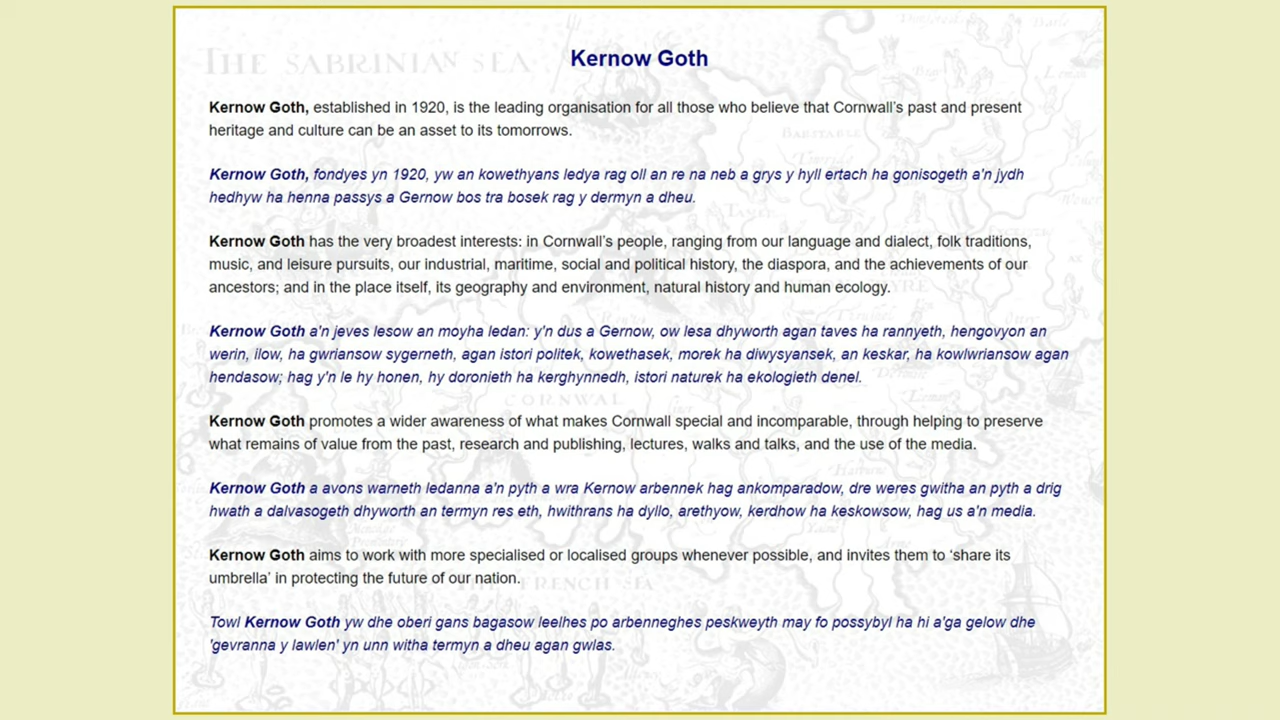 THE SABRINIAN SEA
Kernow Goth
Kernow Goth, established in 1920, is the leading organisation for all those who believe that Cornwall's past and present
heritage and culture can be an asset to its tomorrows.
Kernow Goth, fondyes yn 1920, yw an kowethyans ledya rag oll an re na neb a grys y hyll ertach ha gonisogeth a'n jydh
hedhyw ha henna passys a Gernow bos tra bosek rag y dermyn a dheu.
Kernow Goth has the very broadest interests: in Cornwall's people, ranging from our language and dialect, folk traditions,
music, and leisure pursuits, our industrial, maritime, social and political history, the diaspora, and the achievements of our
ancestors; and in the place itself, its geography and environment, natural history and human ecology.
Kernow Goth a'n jeves lesow an moyha ledan: y'n dus a Gernow, ow lesa dhyworth agan taves ha rannyeth, hengovyon an
werin, ilow, ha gwriansow sygerneth, agan istori politek, kowethasek, morek ha diwysyansek, an keskar, ha kowlwriansow agan
hendasow; hag y'n le hy honen, hy doronieth ha kerghynnedh, istori naturek ha ekologieth denel.
CORNWALL
Kernow Goth promotes a wider awareness of what makes Cornwall special and incomparable, through helping to preserve
what remains of value from the past, research and publishing, lectures, walks and talks, and the use of the media.
Kernow Goth a avons warneth ledanna a'n pyth a wra Kernow arbennek hag ankomparadow, dre weres gwitha an pyth a drig
hwath a dalvasogeth dhyworth an termyn res eth, hwithrans ha dyllo, arethyow, kerdhow ha keskowsow, hag us a'n media.
Kernow Goth aims to work with more specialised or localised groups whenever possible, and invites them to ‘share its
umbrella’ in protecting the future of our nation.
THE FRENCH SEA
Towl Kernow Goth yw dhe oberi gans bagasow leelhes po arbenneghes peskweyth may fo possybyl ha hi a'ga gelow dhe
'gevranna y lawlen' yn unn witha termyn a dheu agan gwlas.